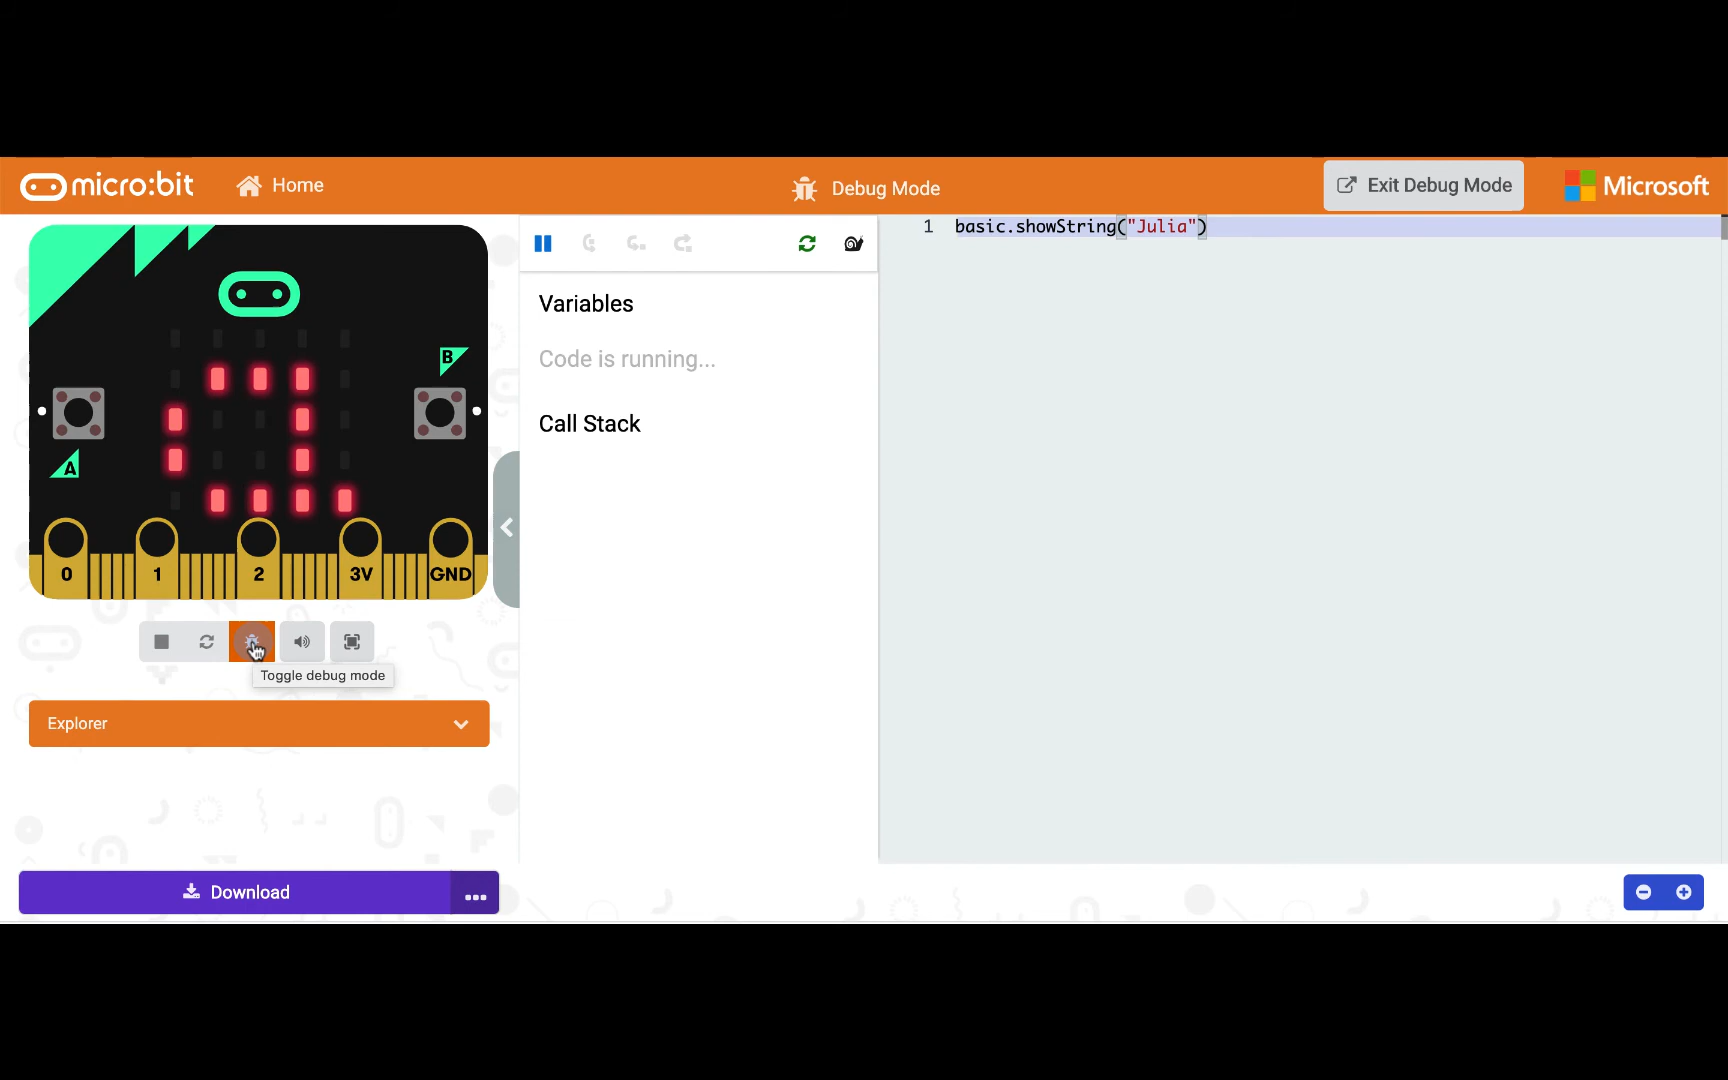 micro:bit
Home
Debug Mode
Exit Debug Mode
Microsoft
1 basic.showString("Julia")
Variables
Code is running...
Call Stack
B
A
0 1 2 3V GND
Toggle debug mode
Explorer
Download
...